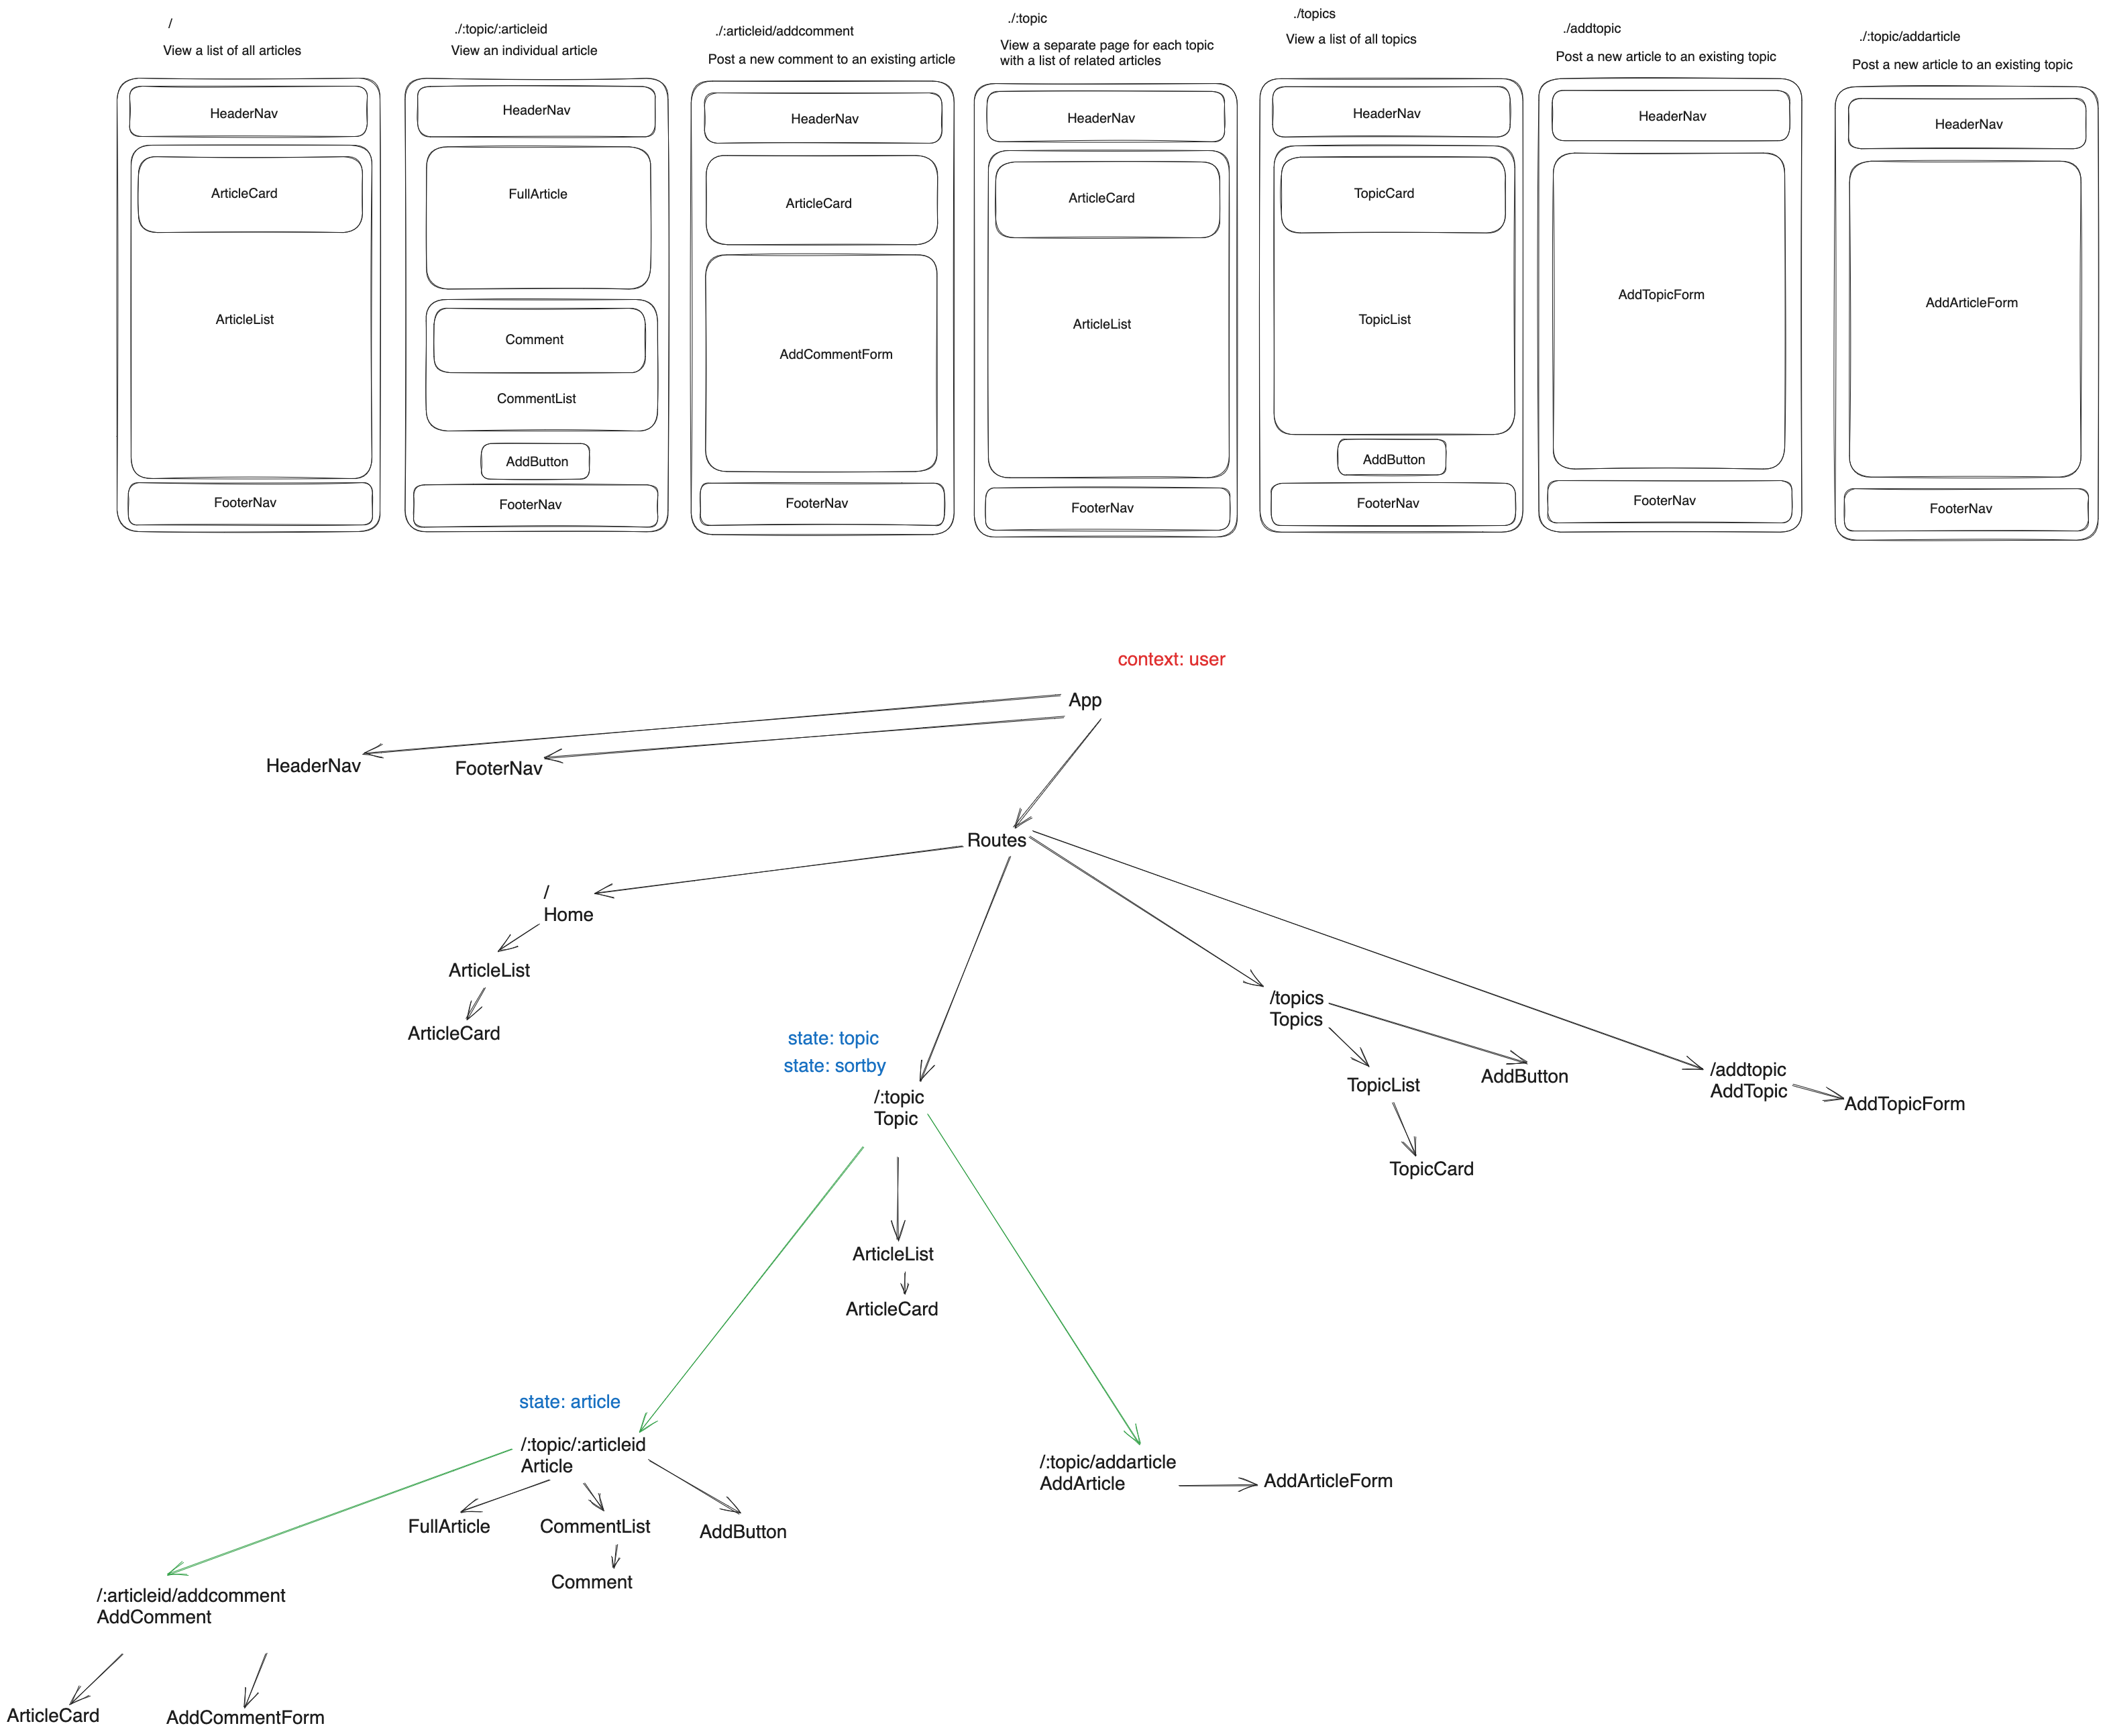 /
View a list of all articles
HeaderNav
ArticleCard
ArticleList
FooterNav
./:topic/:articleid
View an individual article
HeaderNav
FullArticle
Comment
CommentList
AddButton
FooterNav
./:articleid/addcomment
Post a new comment to an existing article
HeaderNav
ArticleCard
AddCommentForm
FooterNav
./:topic
View a separate page for each topic
with a list of related articles
HeaderNav
ArticleCard
ArticleList
FooterNav
./topics
View a list of all topics
HeaderNav
TopicCard
TopicList
AddButton
FooterNav
./addtopic
Post a new article to an existing topic
HeaderNav
AddTopicForm
FooterNav
./:topic/addarticle
Post a new article to an existing topic
HeaderNav
AddArticleForm
FooterNav
context: user
App
HeaderNav
FooterNav
Routes
/
Home
ArticleList
ArticleCard
state: topic
state: sortby
/:topic
Topic
ArticleList
ArticleCard
/topics
Topics
TopicList
AddButton
TopicCard
/addtopic
AddTopic
AddTopicForm
state: article
/:topic/:articleid
Article
FullArticle
CommentList
AddButton
Comment
/:topic/addarticle
AddArticle
AddArticleForm
/:articleid/addcomment
AddComment
ArticleCard
AddCommentForm